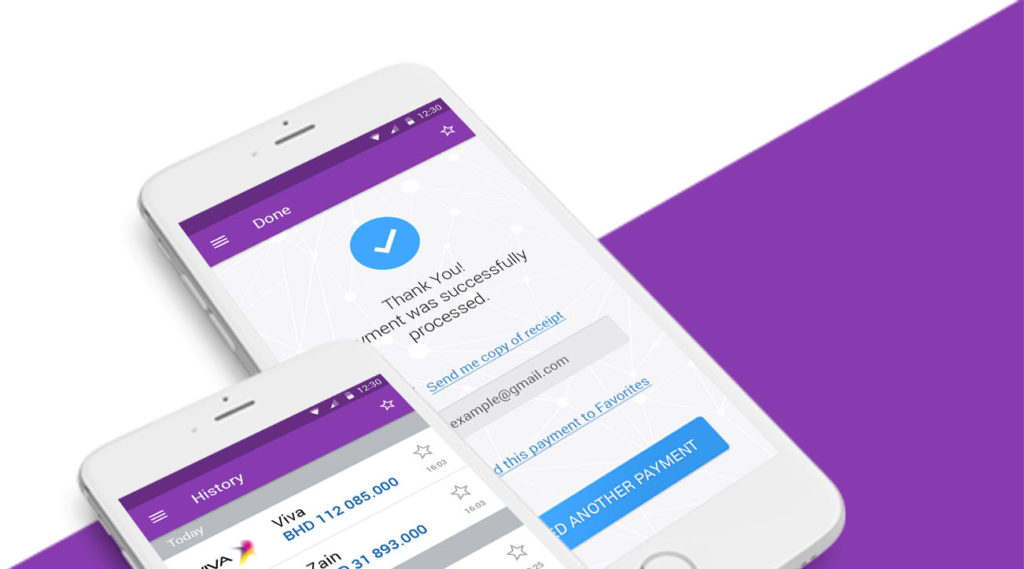 12:30
Done
Thank You!
was successfully
processed.
Send me copy of receipt
example@gmail.com
this payment to Favorites
ANOTHER PAYMENT
12:30
History
Today
Viva
BHD 112 085.000
16:03
Zain
31 893.000
16:03